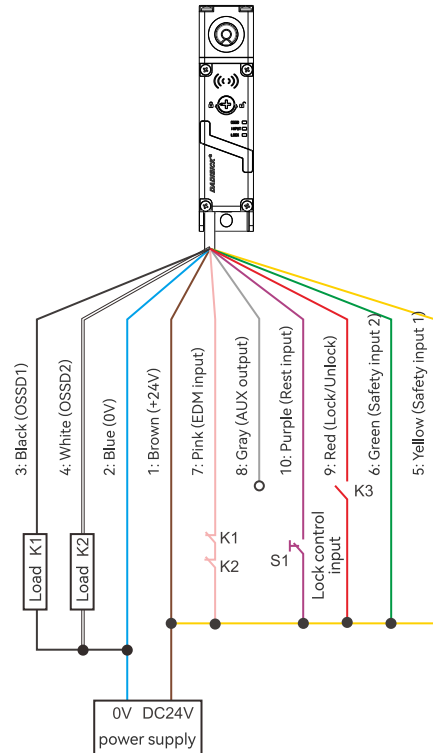 DADISICK®
3: Black (OSSD1)
4: White (OSSD2)
2: Blue (0V)
1: Brown (+24V)
7: Pink (EDM input)
8: Gray (AUX output)
10: Purple (Rest input)
9: Red (Lock/Unlock)
6: Green (Safety input 2)
5: Yellow (Safety input 1)
Load K1
Load K2
K1
K2
S1
Lock control
input
K3
0V DC24V
power supply